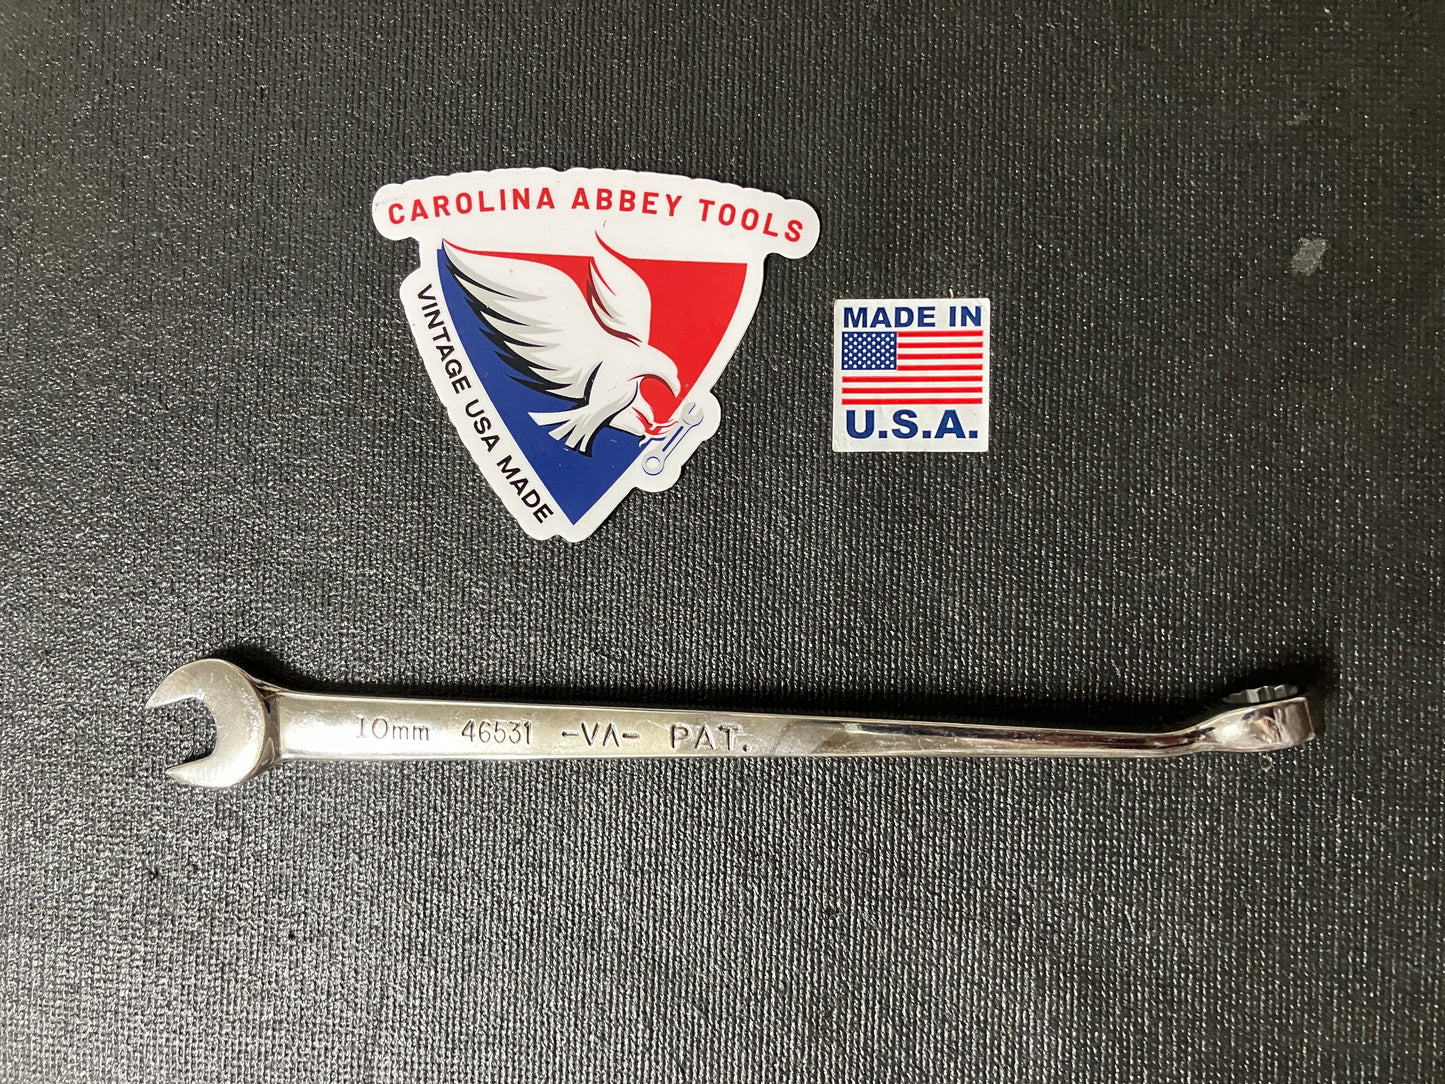 CAROLINA ABBEY TOOLS
VINTAGE USA MADE
MADE IN
U.S.A.
10mm 46531 -VA- PAT.